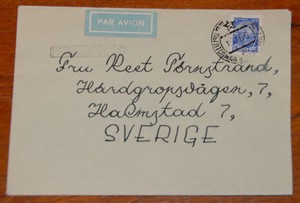 PAR AVION
Fru Reet Törnstrand,
Hårdgropsvägen, 7,
Halmstad 7,
SVERIGE